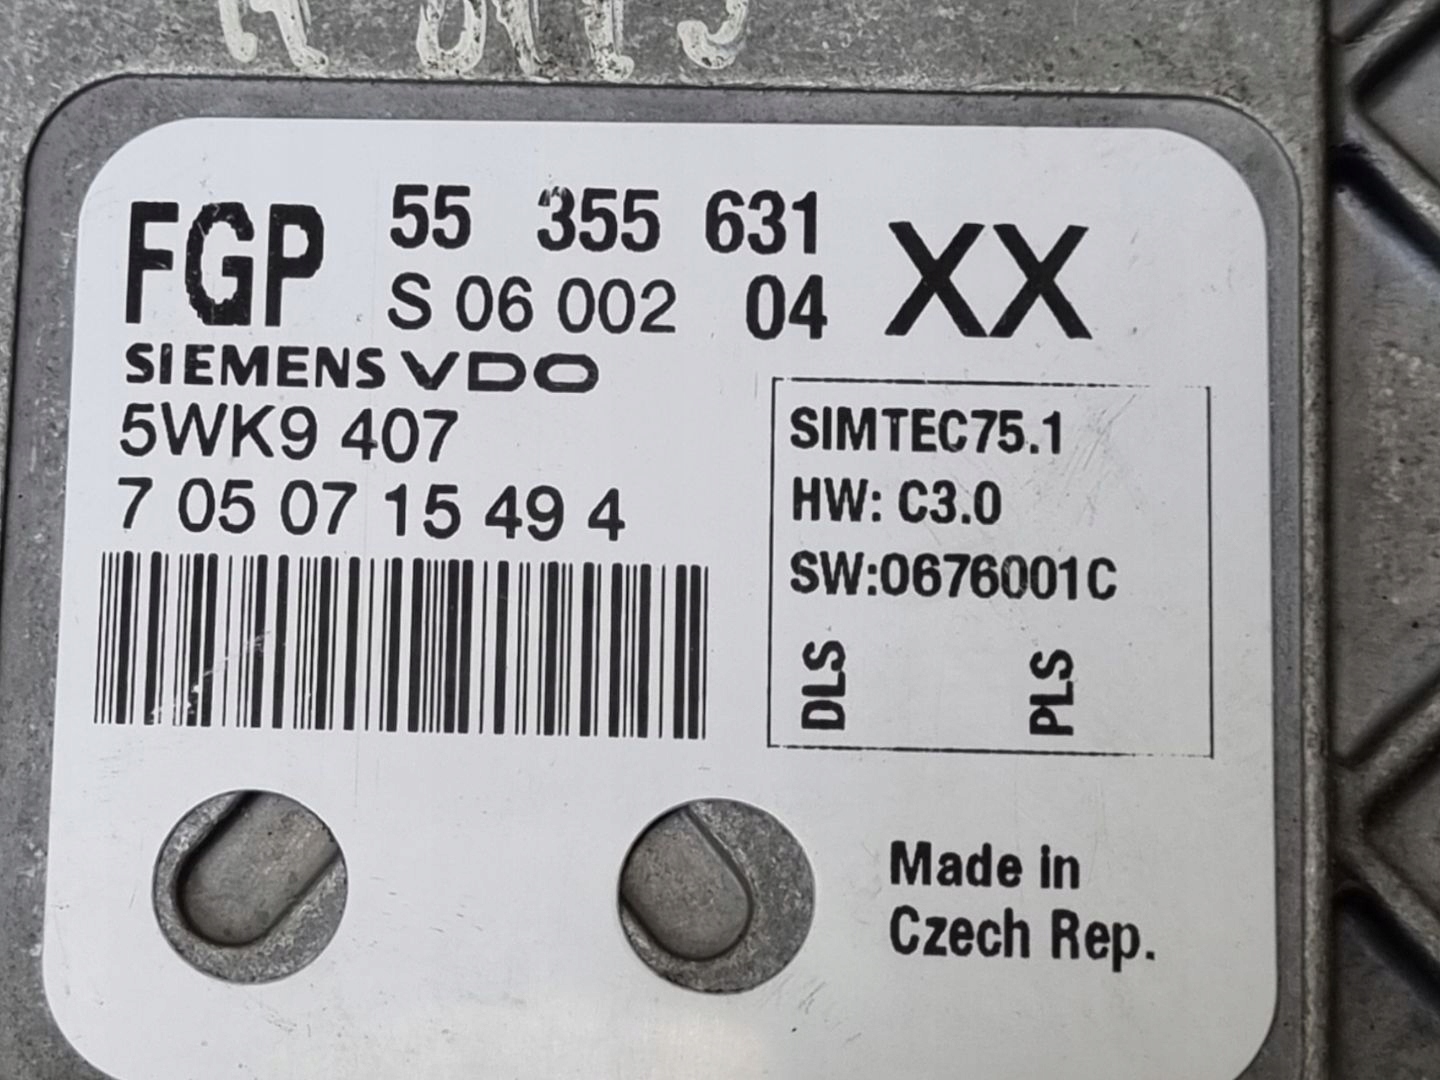 FGP 55 355 631 XX
S 06 002 04
SIEMENS VDO
5WK9 407
7 05 07 15 49 4
SIMTEC75.1
HW: C3.0
SW:0676001C
DLS PLS
Made in
Czech Rep.